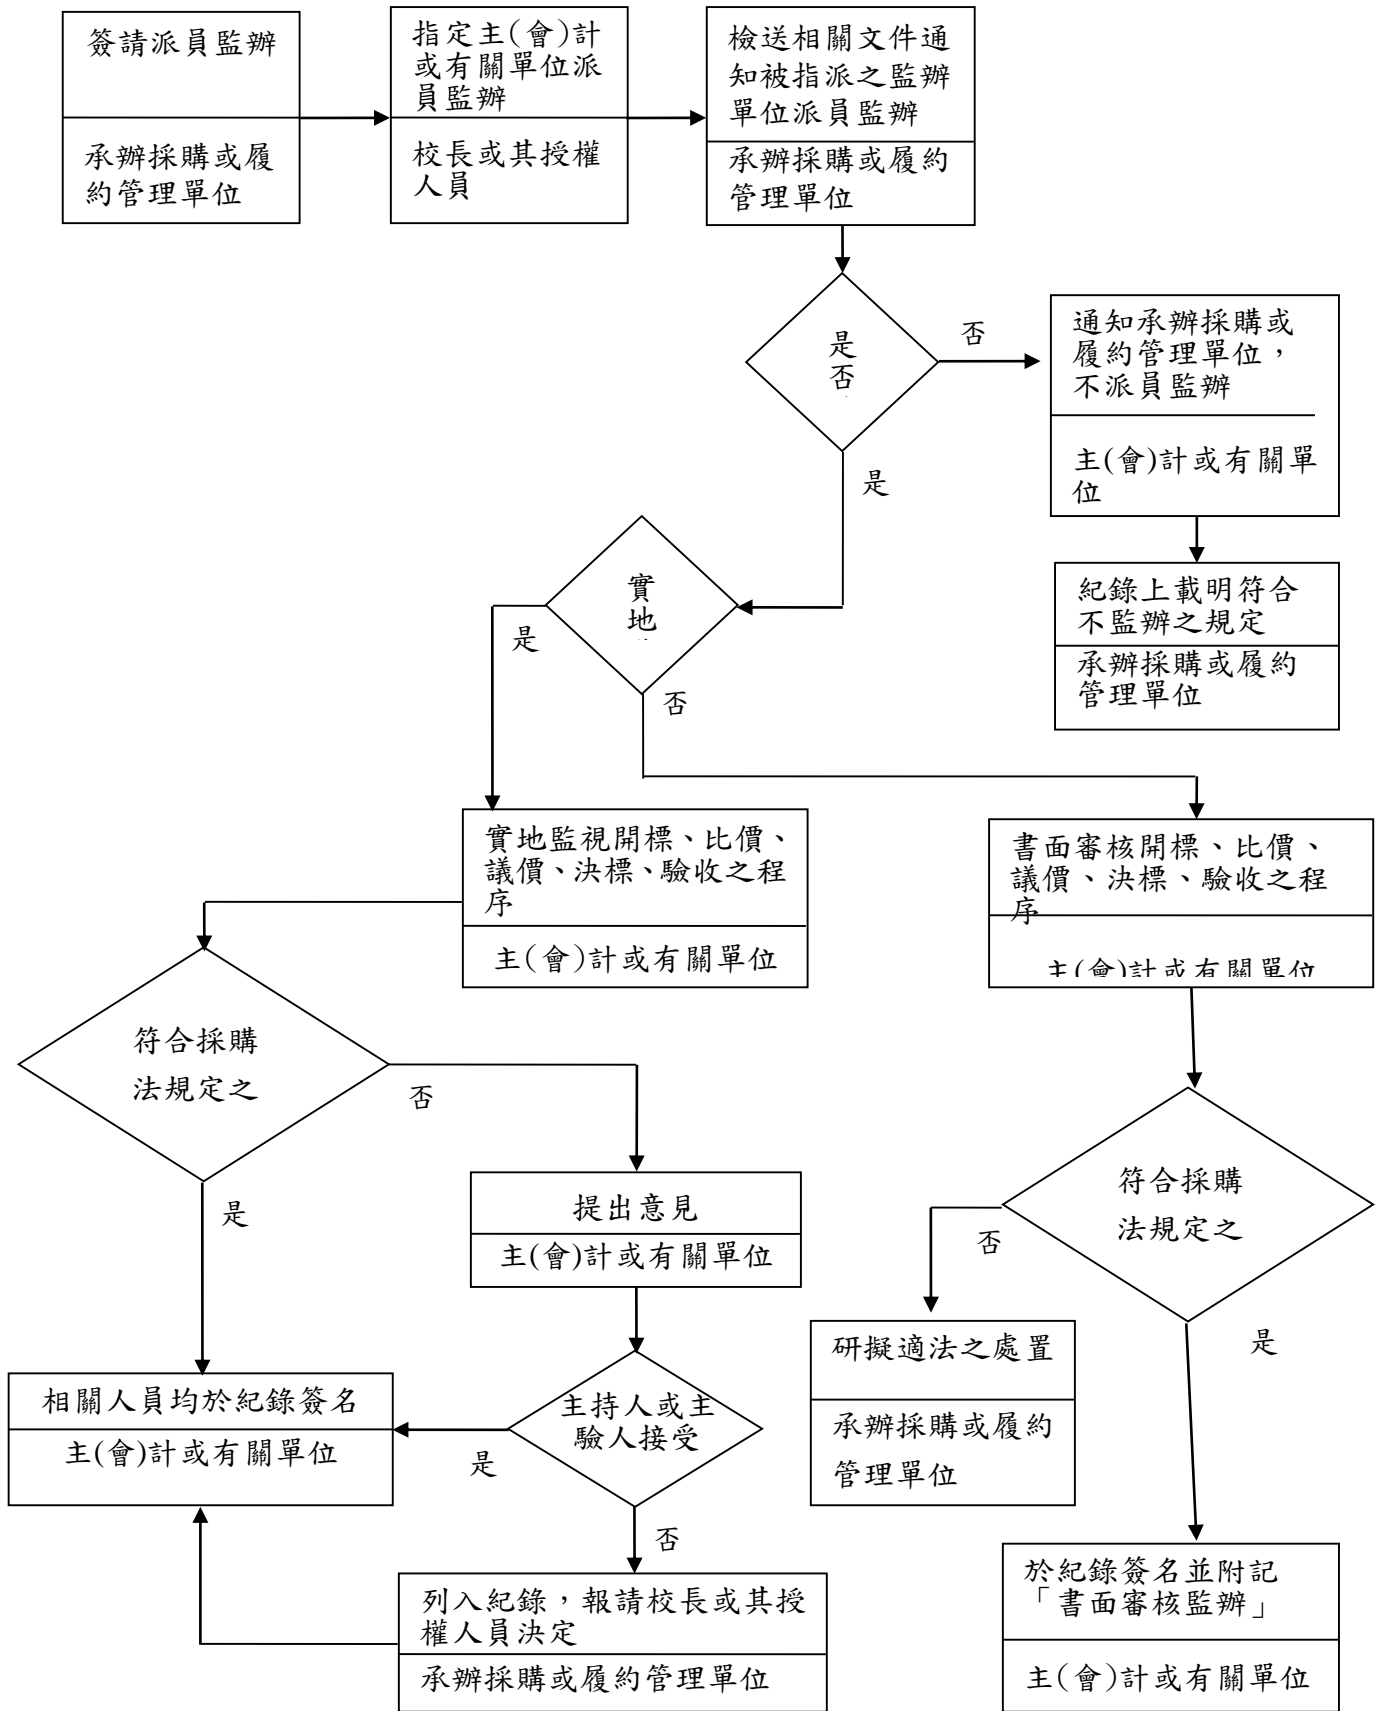 簽請派員監辦
承辦採購或履
約管理單位
指定主(會)計
或有關單位派
員監辦
校長或其授權
人員
檢送相關文件通
知被指派之監辦
單位派員監辦
承辦採購或履約
管理單位
是
否
否
是
通知承辦採購或
履約管理單位，
不派員監辦
主(會)計或有關單
位
紀錄上載明符合
不監辦之規定
承辦採購或履約
管理單位
實
地
是
否
實地監視開標、比價、
議價、決標、驗收之程
序
主(會)計或有關單位
書面審核開標、比價、
議價、決標、驗收之程
序
主(會)計或有關單位
符合採購
法規定之
否
是
提出意見
主(會)計或有關單位
符合採購
法規定之
否
是
研擬適法之處置
承辦採購或履約
管理單位
相關人員均於紀錄簽名
主(會)計或有關單位
主持人或主
驗人接受
是
否
列入紀錄，報請校長或其授
權人員決定
承辦採購或履約管理單位
於紀錄簽名並附記
「書面審核監辦」
主(會)計或有關單位